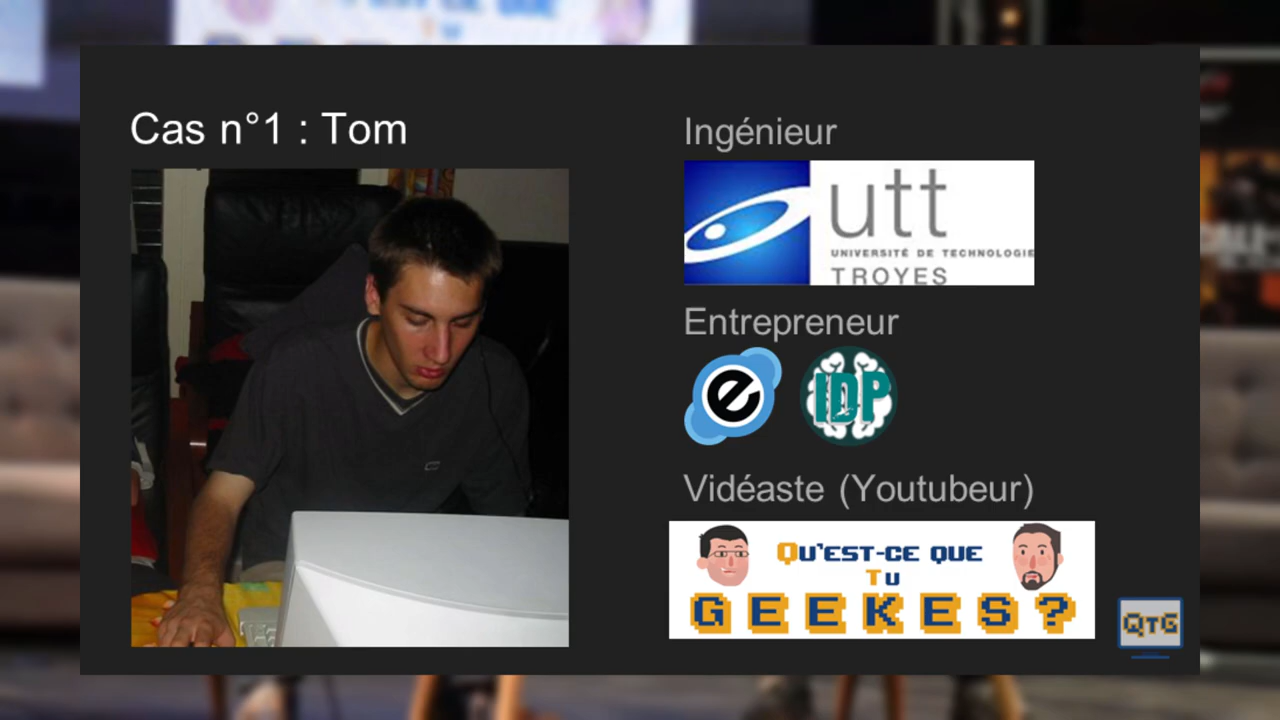 Cas n°1 : Tom
Ingénieur
utt
UNIVERSITÉ DE TECHNOLOGIE
TROYES
Entrepreneur
e
IDP
Vidéaste (Youtubeur)
QU'EST-CE QUE
TU
GEEKES?
QTG